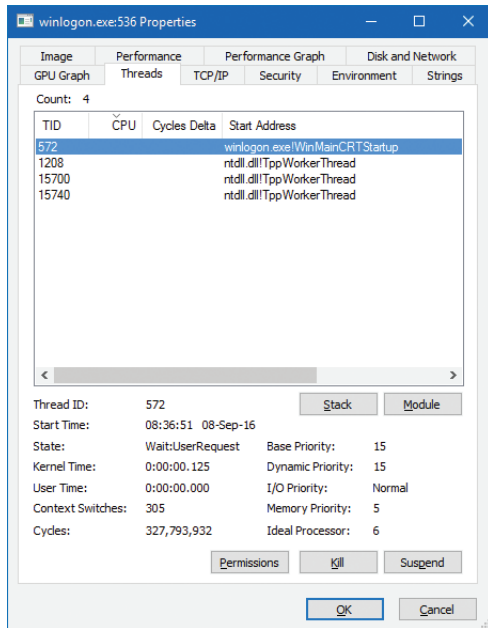 winlogon.exe:536 Properties
Image Performance Performance Graph Disk and Network
GPU Graph Threads TCP/IP Security Environment Strings
Count: 4
TID CPU Cycles Delta Start Address
572 winlogon.exe!WinMainCRTStartup
1208 ntdll.dll!TppWorkerThread
15700 ntdll.dll!TppWorkerThread
15740 ntdll.dll!TppWorkerThread
Thread ID: 572 Stack Module
Start Time: 08:36:51 08-Sep-16
State: Wait:UserRequest Base Priority: 15
Kernel Time: 0:00:00.125 Dynamic Priority: 15
User Time: 0:00:00.000 I/O Priority: Normal
Context Switches: 305 Memory Priority: 5
Cycles: 327,793,932 Ideal Processor: 6
Permissions Kill Suspend
OK Cancel